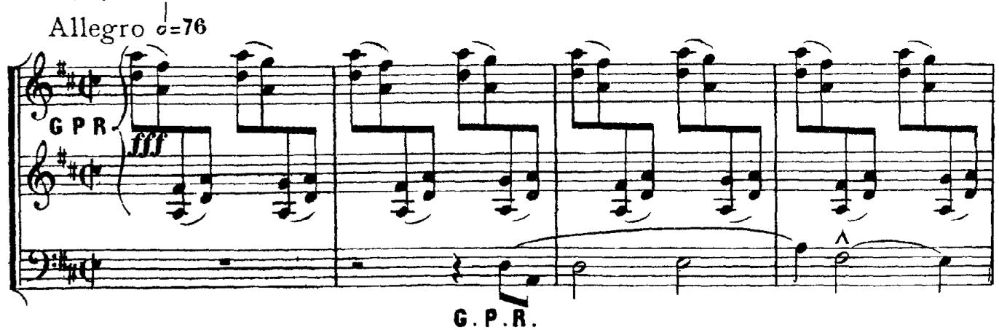 Allegro 𝅗𝅥=76
G P R
fff
G.P.R.